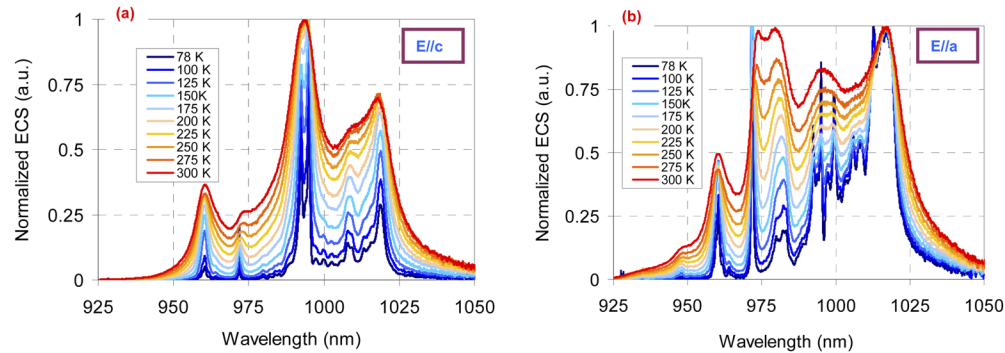 (a)
E//c
Normalized ECS (a.u.)
1
0.75
0.5
0.25
0
78 K
100 K
125 K
150K
175 K
200 K
225 K
250 K
275 K
300 K
925 950 975 1000 1025 1050
Wavelength (nm)
(b)
E//a
Normalized ECS (a.u.)
1
0.75
0.5
0.25
0
78 K
100 K
125 K
150K
175 K
200 K
225 K
250 K
275 K
300 K
925 950 975 1000 1025 1050
Wavelength (nm)